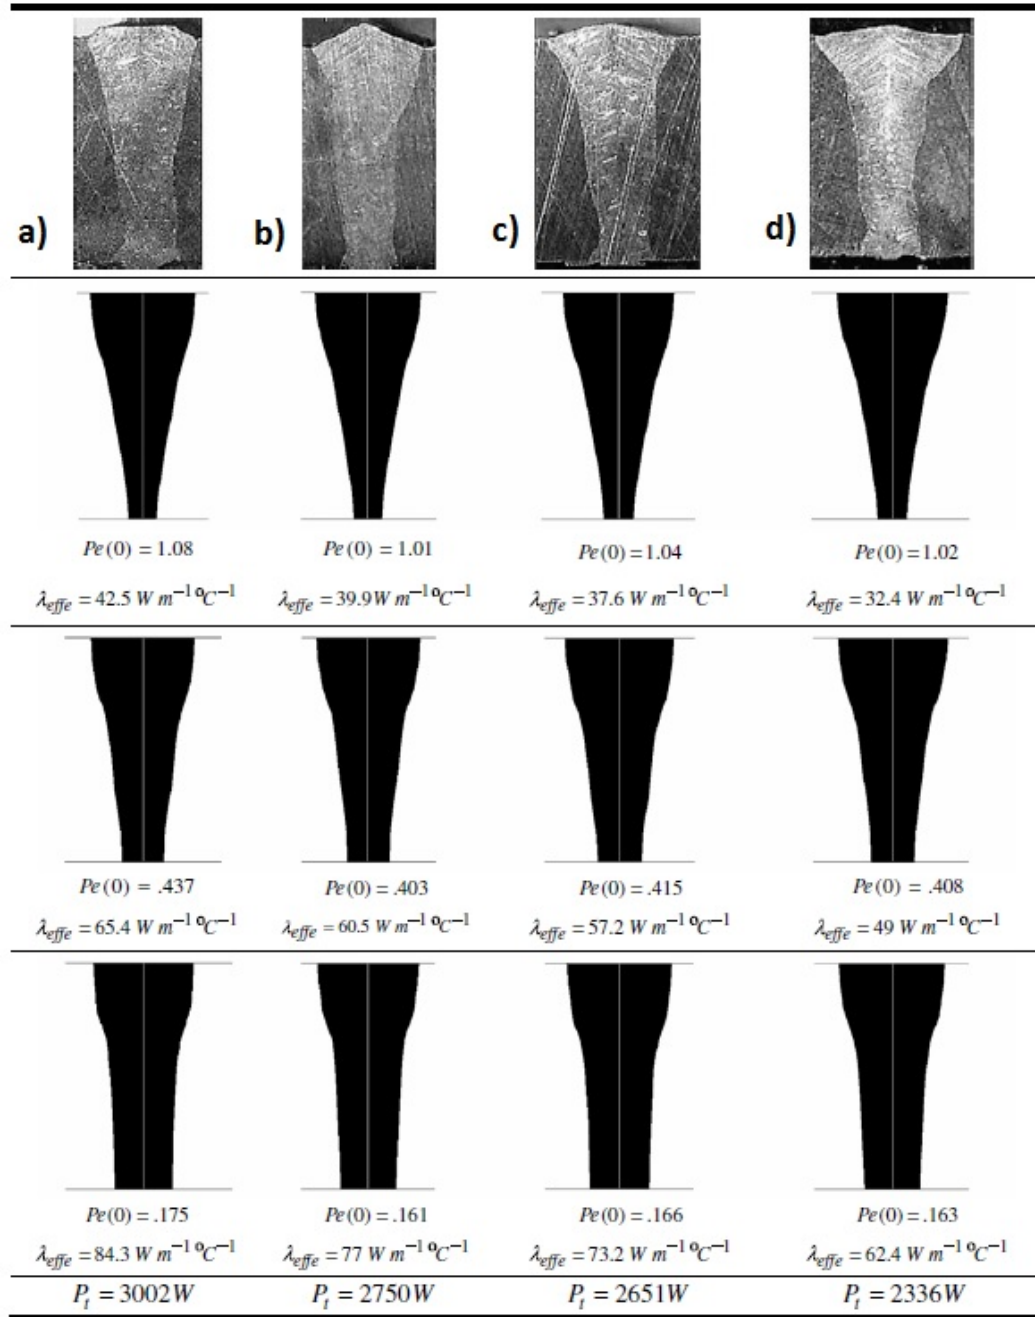 a) b) c) d)
Pe(0) = 1.08 Pe(0) = 1.01 Pe(0) = 1.04 Pe(0) = 1.02
λeffe = 42.5 W m⁻¹ ºC⁻¹ λeffe = 39.9W m⁻¹ ºC⁻¹ λeffe = 37.6 W m⁻¹ ºC⁻¹ λeffe = 32.4 W m⁻¹ ºC⁻¹
Pe(0) = .437 Pe(0) = .403 Pe(0) = .415 Pe(0) = .408
λeffe = 65.4 W m⁻¹ ºC⁻¹ λeffe = 60.5 W m⁻¹ ºC⁻¹ λeffe = 57.2 W m⁻¹ ºC⁻¹ λeffe = 49 W m⁻¹ ºC⁻¹
Pe(0) = .175 Pe(0) = .161 Pe(0) = .166 Pe(0) = .163
λeffe = 84.3 W m⁻¹ ºC⁻¹ λeffe = 77 W m⁻¹ ºC⁻¹ λeffe = 73.2 W m⁻¹ ºC⁻¹ λeffe = 62.4 W m⁻¹ ºC⁻¹
Pt = 3002W Pt = 2750W Pt = 2651W Pt = 2336W